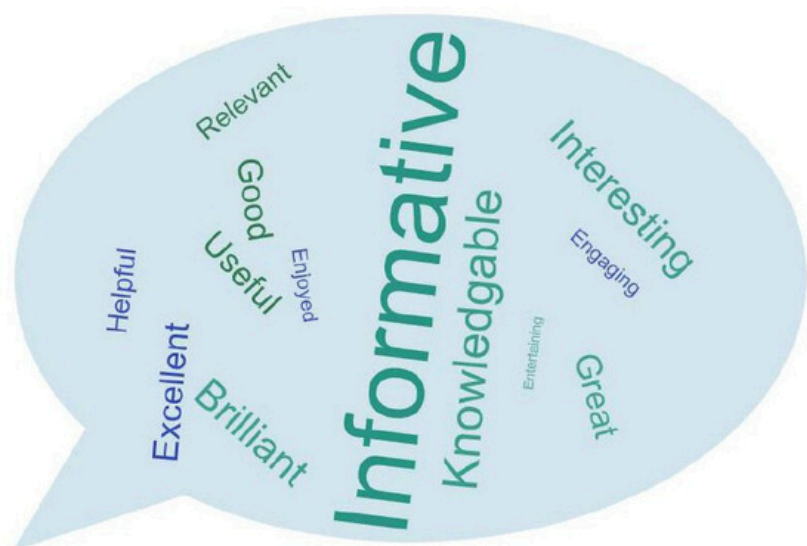 Relevant
Good
Useful
Enjoyed
Helpful
Excellent
Brilliant
Informative
Knowledgable
Interesting
Engaging
Entertaining
Great